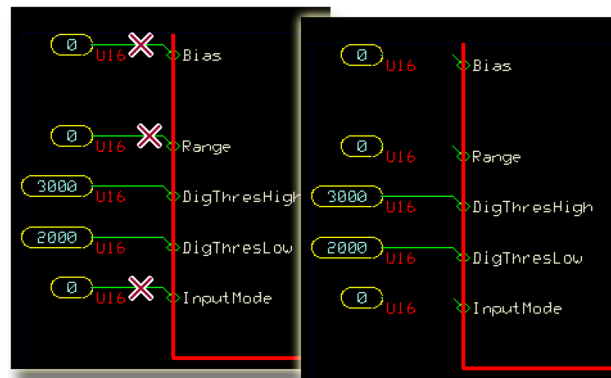 0
U16
Bias
0
U16
Range
3000
U16
DigThresHigh
2000
U16
DigThresLow
0
U16
InputMode
0
U16
Bias
0
U16
Range
3000
U16
DigThresHigh
2000
U16
DigThresLow
0
U16
InputMode